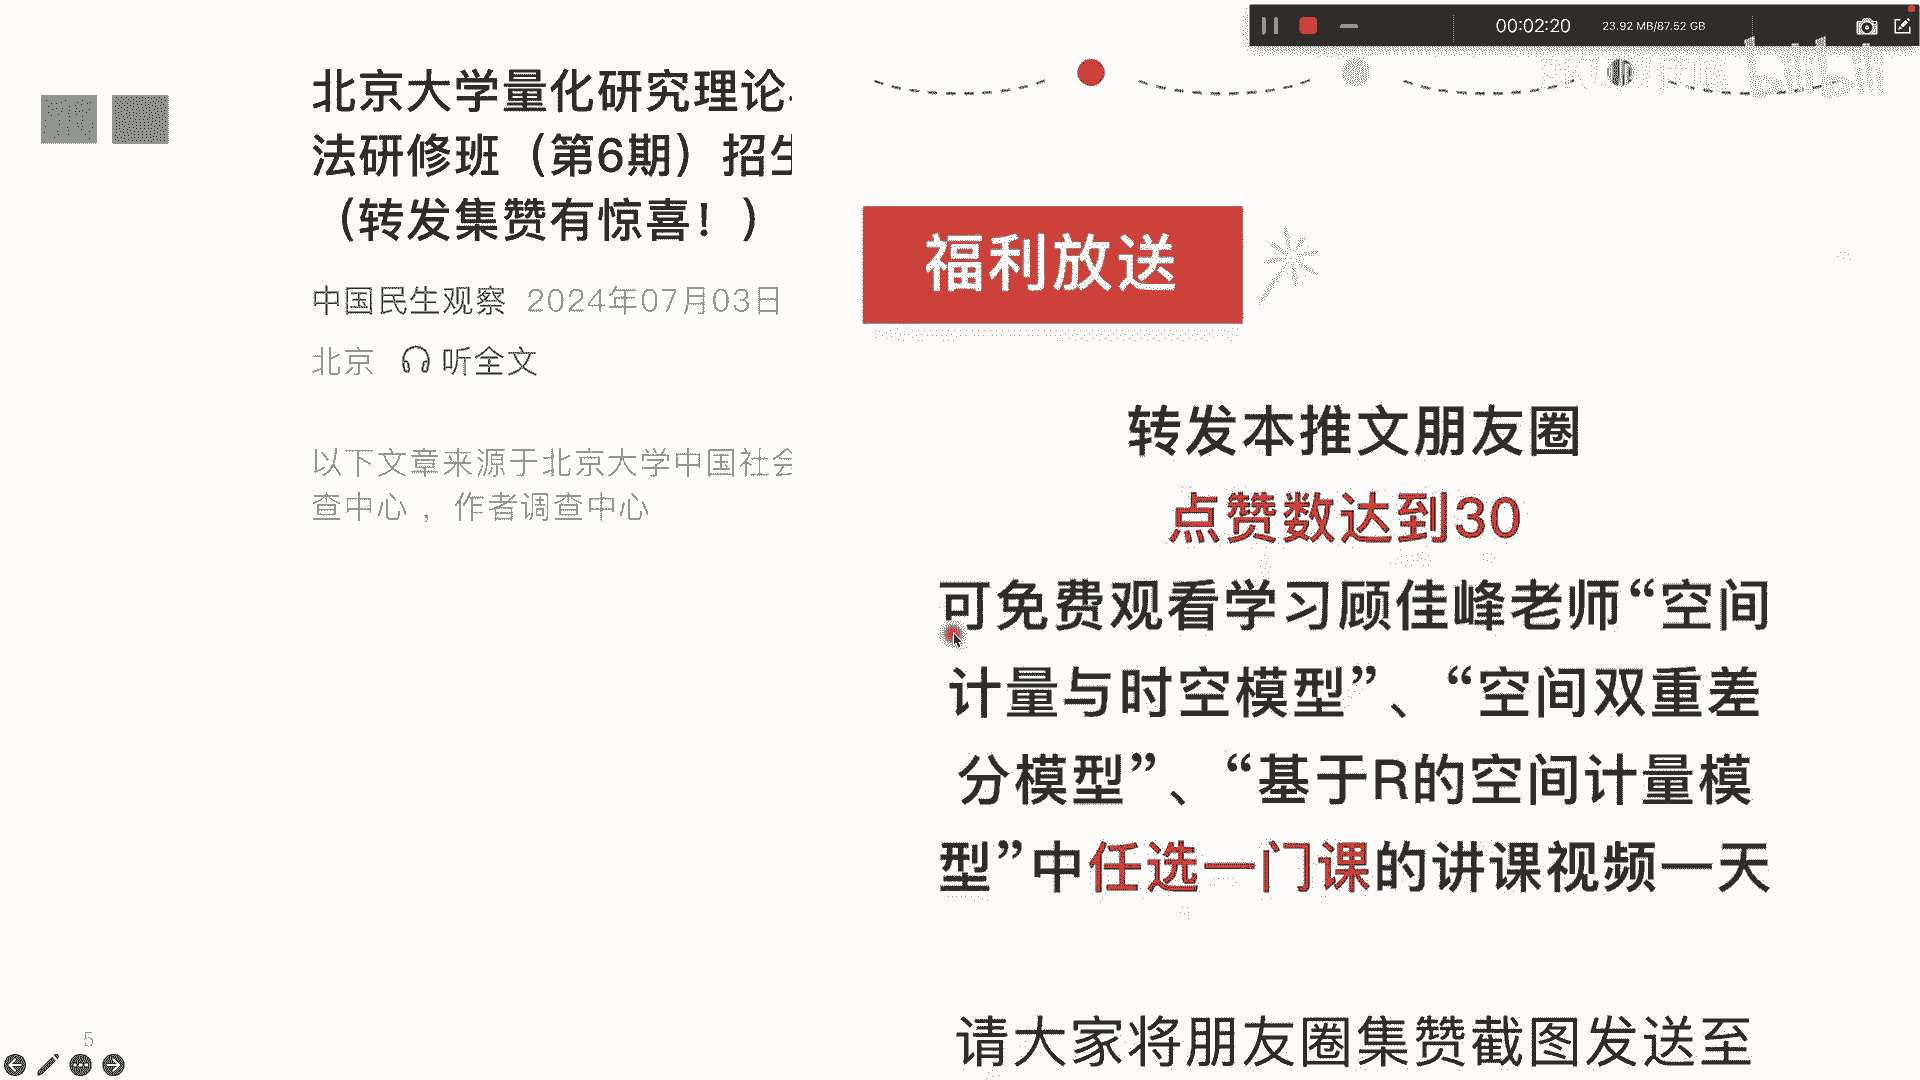 北京大学量化研究理论
法研修班（第6期）招生
（转发集赞有惊喜！）
中国民生观察 2024年07月03日
北京 听全文
以下文章来源于北京大学中国社会
查中心 ，作者调查中心
5
00:02:20 23.92 MB/87.52 GB
bilibili
福利放送
转发本推文朋友圈
点赞数达到30
可免费观看学习顾佳峰老师“空间
计量与时空模型”、“空间双重差
分模型”、“基于R的空间计量模
型”中任选一门课的讲课视频一天
请大家将朋友圈集赞截图发送至